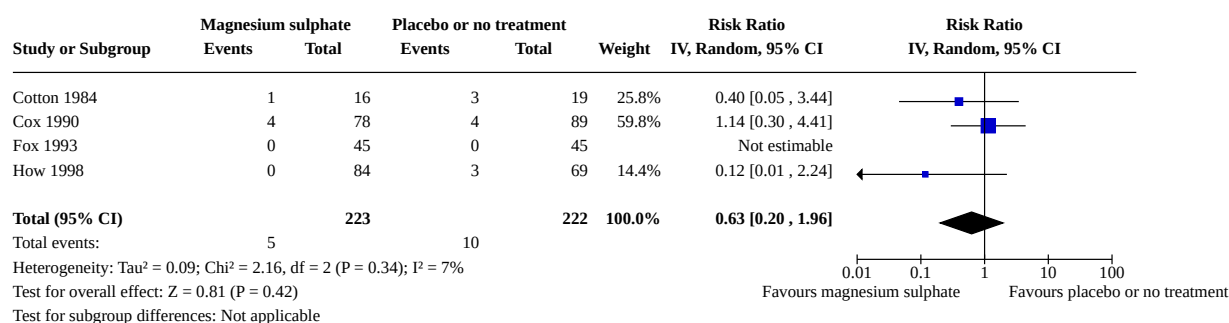 Magnesium sulphate Placebo or no treatment Risk Ratio Risk Ratio
Study or Subgroup Events Total Events Total Weight IV, Random, 95% CI IV, Random, 95% CI
Cotton 1984 1 16 3 19 25.8% 0.40 [0.05 , 3.44]
Cox 1990 4 78 4 89 59.8% 1.14 [0.30 , 4.41]
Fox 1993 0 45 0 45 Not estimable
How 1998 0 84 3 69 14.4% 0.12 [0.01 , 2.24]
Total (95% CI) 223 222 100.0% 0.63 [0.20 , 1.96]
Total events: 5 10
Heterogeneity: Tau² = 0.09; Chi² = 2.16, df = 2 (P = 0.34); I² = 7%
0.01 0.1 1 10 100
Test for overall effect: Z = 0.81 (P = 0.42) Favours magnesium sulphate Favours placebo or no treatment
Test for subgroup differences: Not applicable